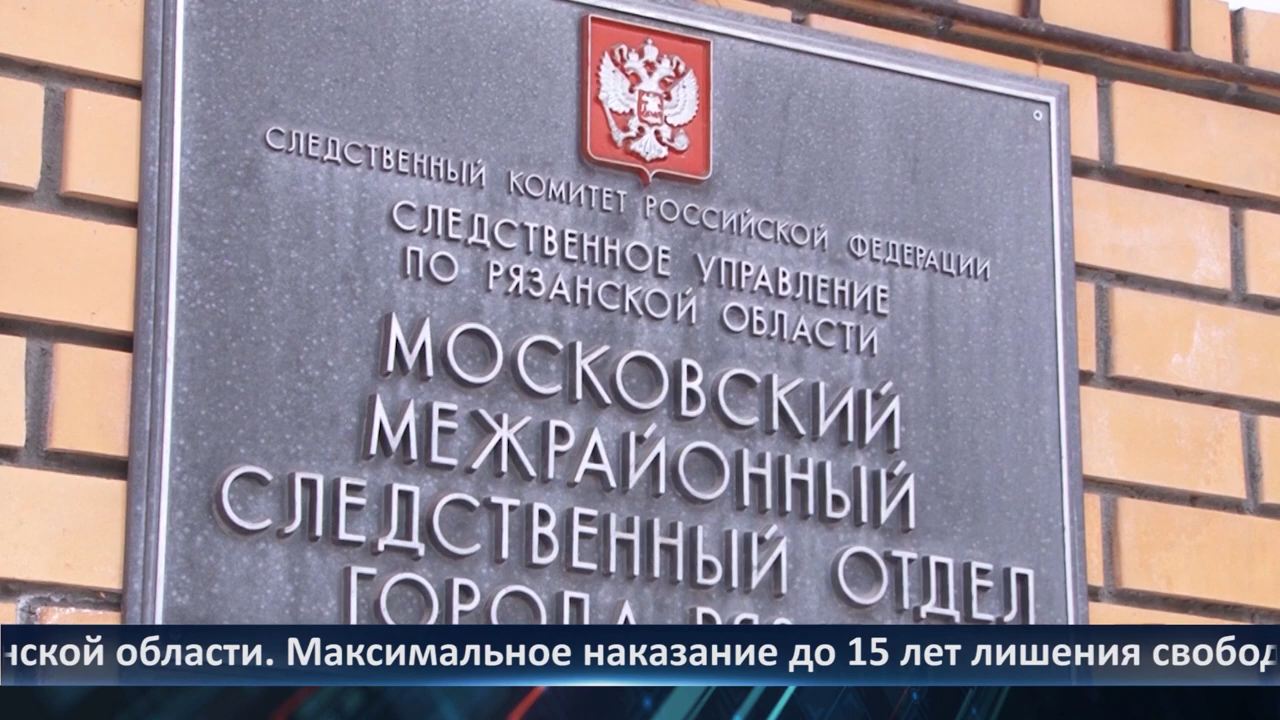 СЛЕДСТВЕННЫЙ КОМИТЕТ РОССИЙСКОЙ ФЕДЕРАЦИИ
СЛЕДСТВЕННОЕ УПРАВЛЕНИЕ
ПО РЯЗАНСКОЙ ОБЛАСТИ
МОСКОВСКИЙ
МЕЖРАЙОННЫЙ
СЛЕДСТВЕННЫЙ ОТДЕЛ
ГОРОДА
нской области. Максимальное наказание до 15 лет лишения свобод